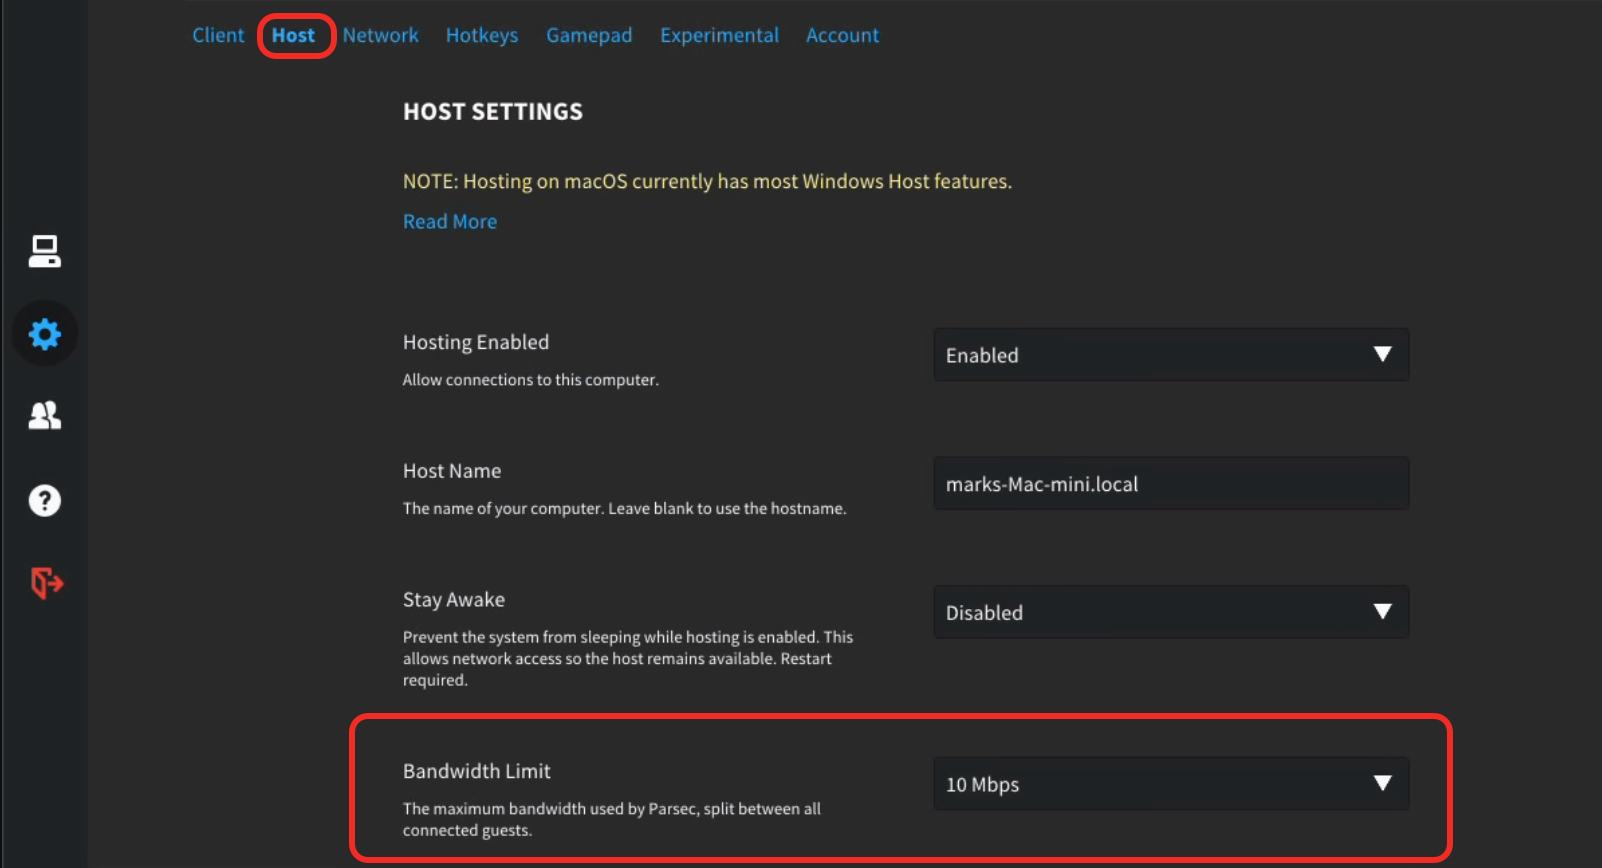 Client Host Network Hotkeys Gamepad Experimental Account
HOST SETTINGS
NOTE: Hosting on macOS currently has most Windows Host features.
Read More
Hosting Enabled
Allow connections to this computer.
Enabled
Host Name
The name of your computer. Leave blank to use the hostname.
marks-Mac-mini.local
Stay Awake
Prevent the system from sleeping while hosting is enabled. This
allows network access so the host remains available. Restart
required.
Disabled
Bandwidth Limit
The maximum bandwidth used by Parsec, split between all
connected guests.
10 Mbps